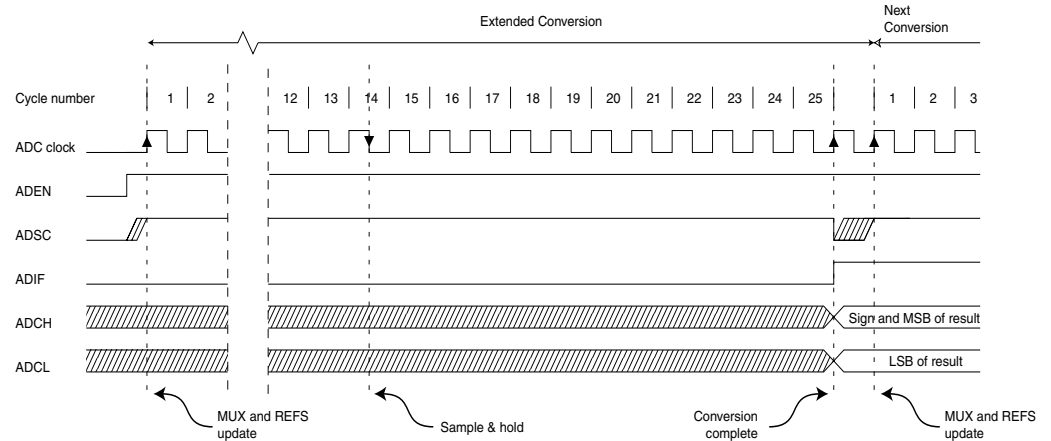 Extended Conversion
Next
Conversion
Cycle number 1 2 12 13 14 15 16 17 18 19 20 21 22 23 24 25 1 2 3
ADC clock
ADEN
ADSC
ADIF
ADCH Sign and MSB of result
ADCL LSB of result
MUX and REFS
update
Sample & hold
Conversion
complete
MUX and REFS
update